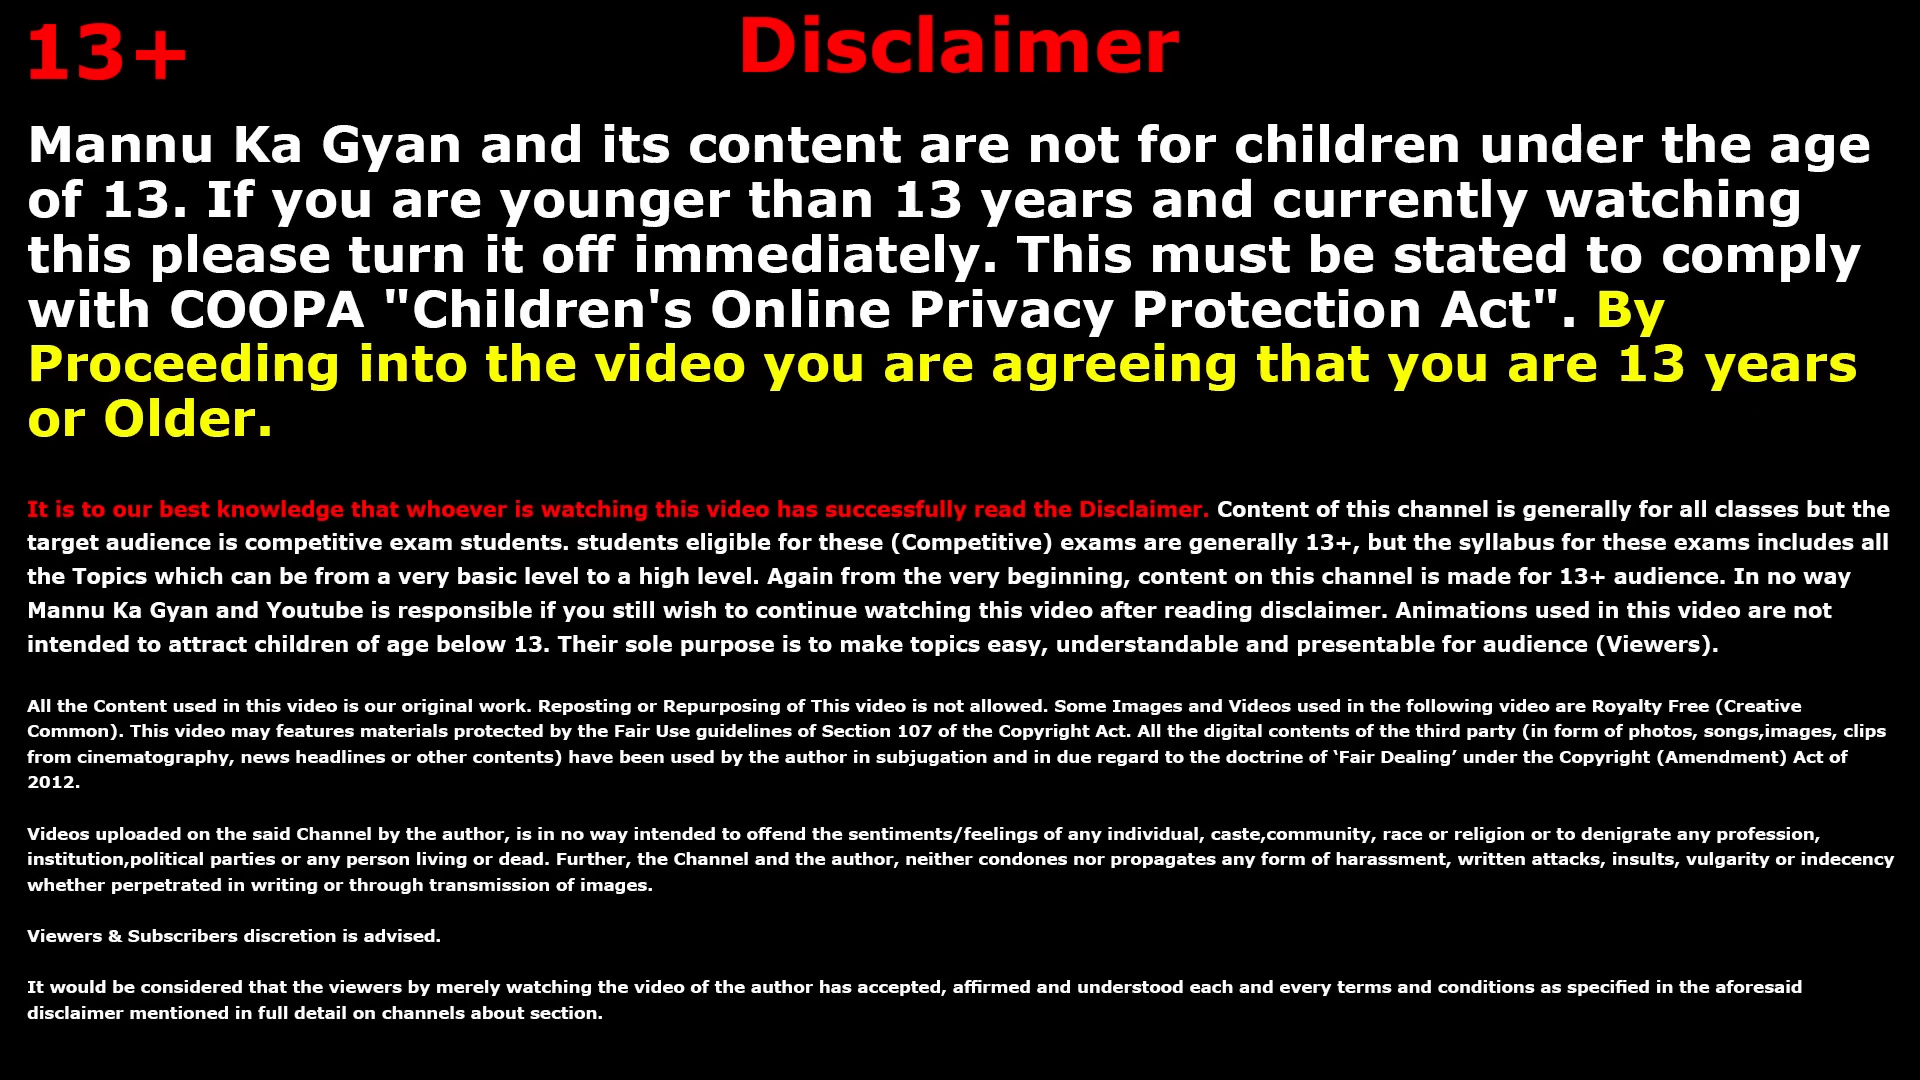 13+
Disclaimer
Mannu Ka Gyan and its content are not for children under the age
of 13. If you are younger than 13 years and currently watching
this please turn it off immediately. This must be stated to comply
with COOPA "Children's Online Privacy Protection Act". By
Proceeding into the video you are agreeing that you are 13 years
or Older.
It is to our best knowledge that whoever is watching this video has successfully read the Disclaimer. Content of this channel is generally for all classes but the
target audience is competitive exam students. students eligible for these (Competitive) exams are generally 13+, but the syllabus for these exams includes all
the Topics which can be from a very basic level to a high level. Again from the very beginning, content on this channel is made for 13+ audience. In no way
Mannu Ka Gyan and Youtube is responsible if you still wish to continue watching this video after reading disclaimer. Animations used in this video are not
intended to attract children of age below 13. Their sole purpose is to make topics easy, understandable and presentable for audience (Viewers).
All the Content used in this video is our original work. Reposting or Repurposing of This video is not allowed. Some Images and Videos used in the following video are Royalty Free (Creative
Common). This video may features materials protected by the Fair Use guidelines of Section 107 of the Copyright Act. All the digital contents of the third party (in form of photos, songs,images, clips
from cinematography, news headlines or other contents) have been used by the author in subjugation and in due regard to the doctrine of ‘Fair Dealing’ under the Copyright (Amendment) Act of
2012.
Videos uploaded on the said Channel by the author, is in no way intended to offend the sentiments/feelings of any individual, caste,community, race or religion or to denigrate any profession,
institution,political parties or any person living or dead. Further, the Channel and the author, neither condones nor propagates any form of harassment, written attacks, insults, vulgarity or indecency
whether perpetrated in writing or through transmission of images.
Viewers & Subscribers discretion is advised.
It would be considered that the viewers by merely watching the video of the author has accepted, affirmed and understood each and every terms and conditions as specified in the aforesaid
disclaimer mentioned in full detail on channels about section.